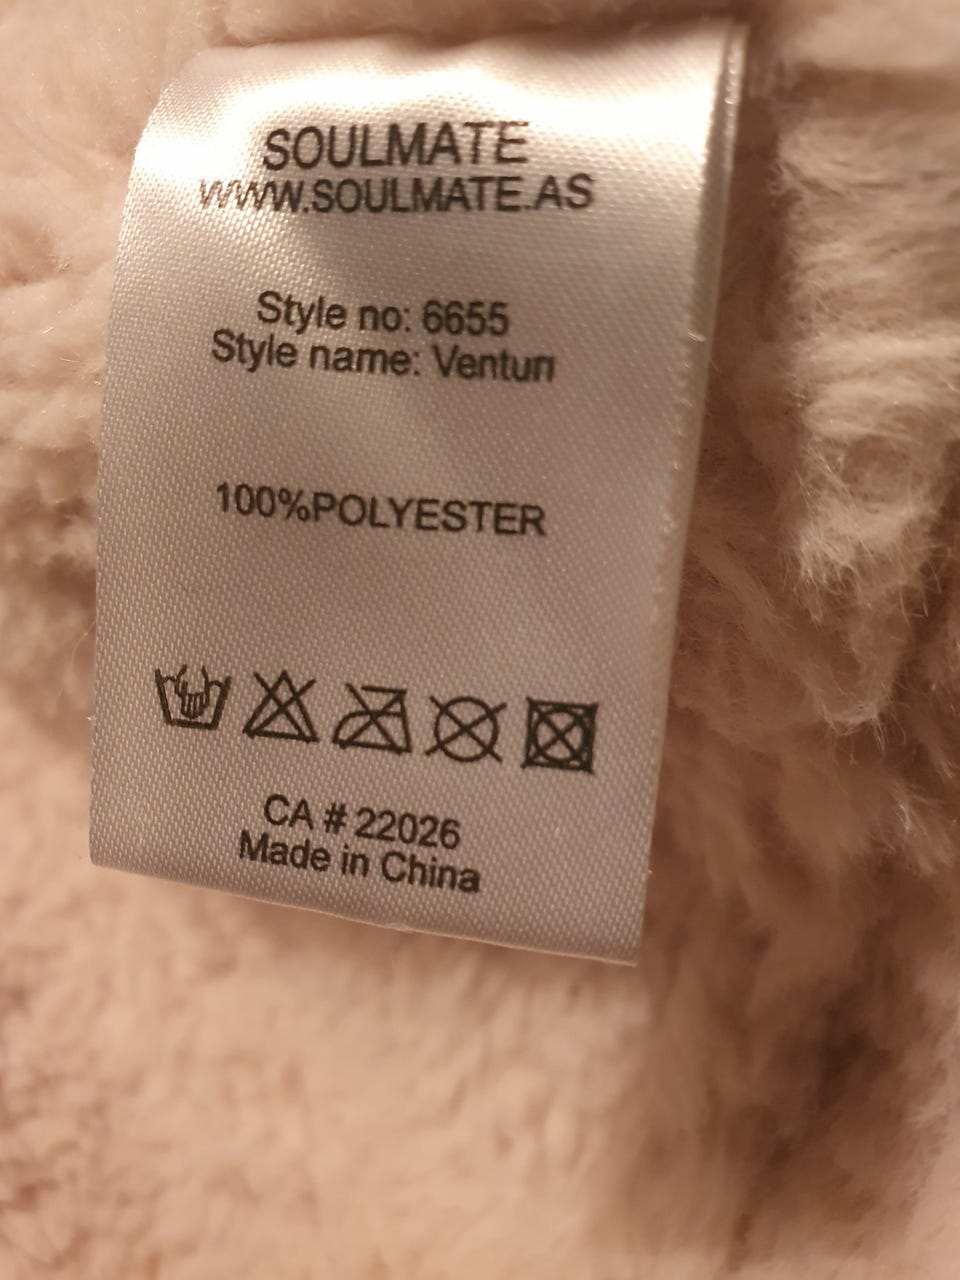 SOULMATE
WWW.SOULMATE.AS
Style no: 6655
Style name: Venturi
100%POLYESTER
CA # 22026
Made in China